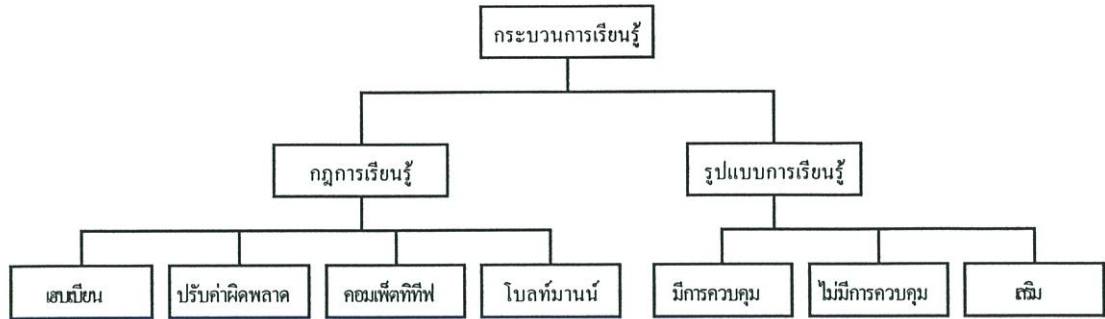 กระบวนการเรียนรู้
กฎการเรียนรู้
รูปแบบการเรียนรู้
เฮบเบียน
ปรับค่าผิดพลาด
คอมเพ็ตทิทีฟ
โบลท์มานน์
มีการควบคุม
ไม่มีการควบคุม
เสริม